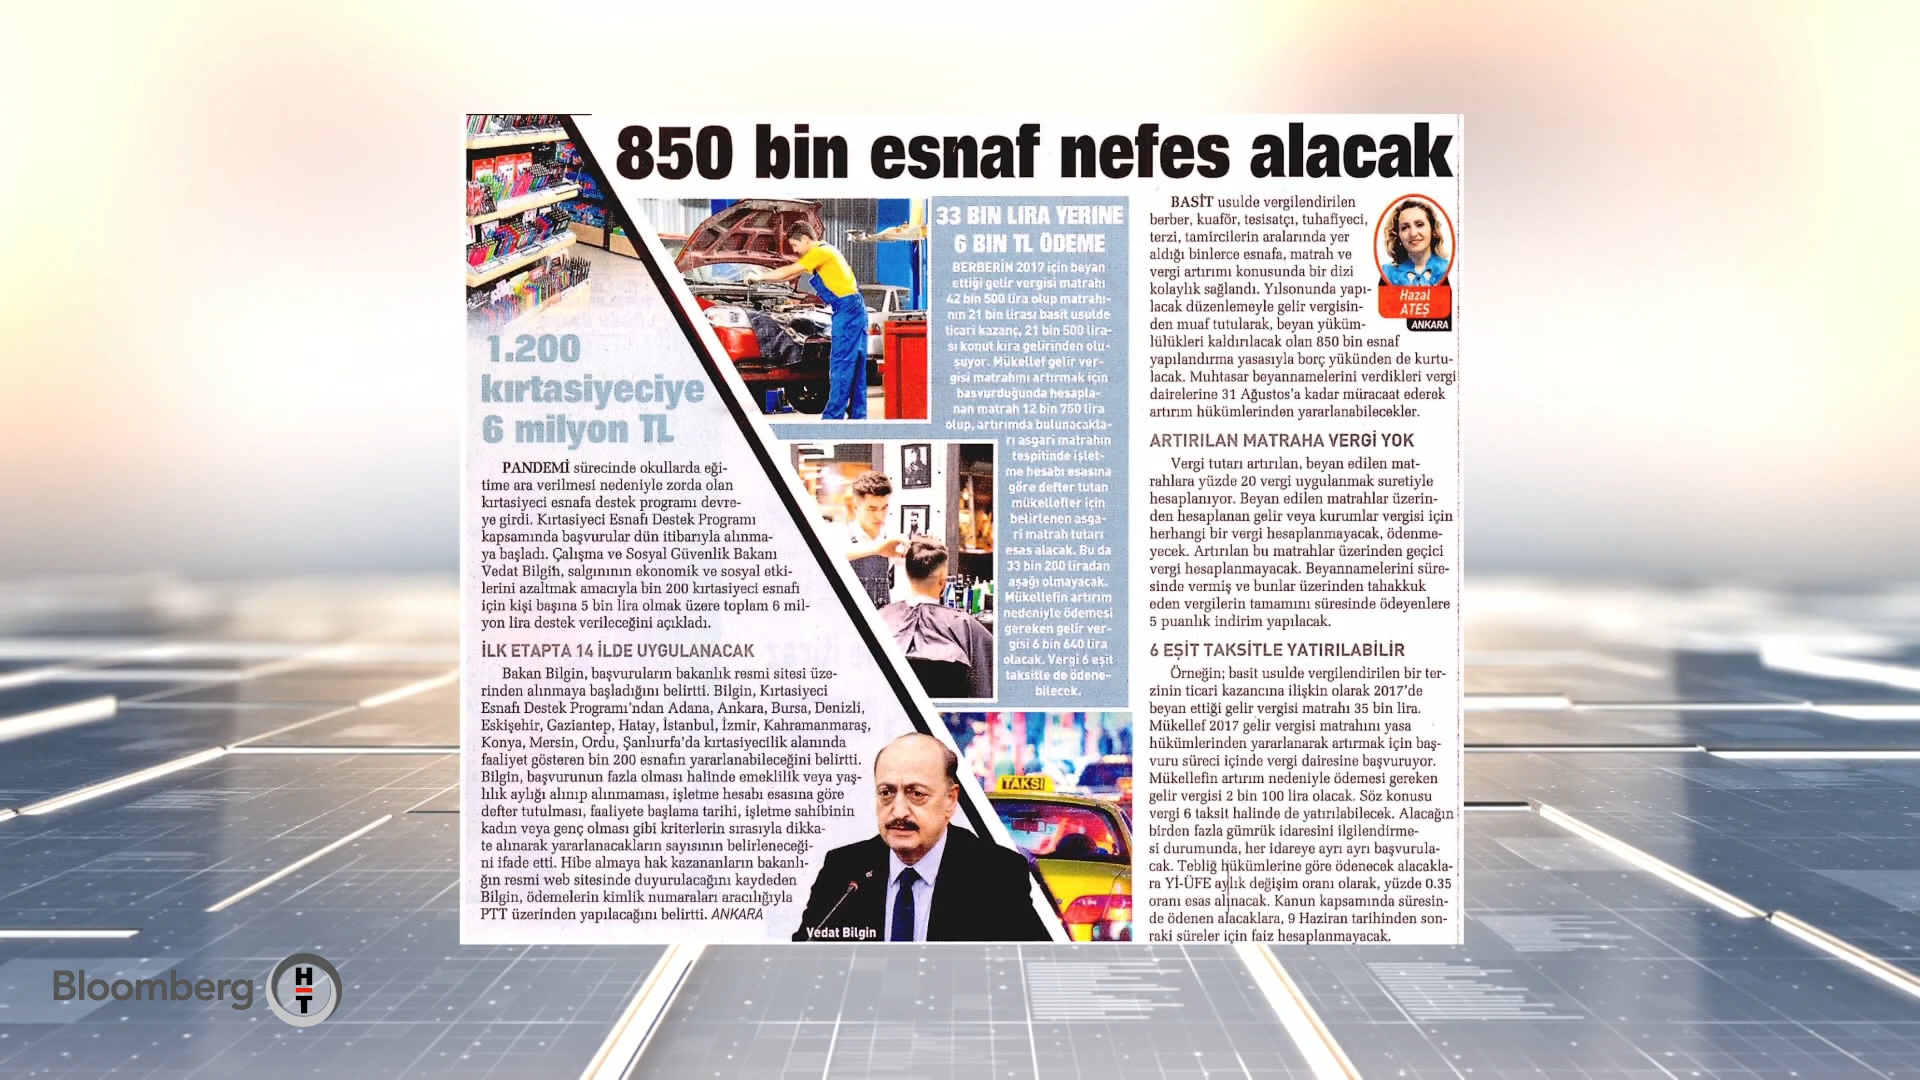 850 bin esnaf nefes alacak
1.200
kırtasiyeciye
6 milyon TL
PANDEMİ sürecinde okullarda eği-
time ara verilmesi nedeniyle zorda olan
kırtasiyeci esnafa destek programı devre-
ye girdi. Kırtasiyeci Esnafı Destek Programı
kapsamında başvurular dün itibarıyla alınma-
ya başladı. Çalışma ve Sosyal Güvenlik Bakanı
Vedat Bilgin, salgınının ekonomik ve sosyal etki-
lerini azaltmak amacıyla bin 200 kırtasiyeci esnafı
için kişi başına 5 bin lira olmak üzere toplam 6 mil-
yon lira destek verileceğini açıkladı.
İLK ETAPTA 14 İLDE UYGULANACAK
Bakan Bilgin, başvuruların bakanlık resmi sitesi üze-
rinden alınmaya başladığını belirtti. Bilgin, Kırtasiyeci
Esnafı Destek Programı'ndan Adana, Ankara, Bursa, Denizli,
Eskişehir, Gaziantep, Hatay, İstanbul, İzmir, Kahramanmaraş,
Konya, Mersin, Ordu, Şanlıurfa'da kırtasiyecilik alanında
faaliyet gösteren bin 200 esnafın yararlanabileceğini belirtti.
Bilgin, başvurunun fazla olması halinde emeklilik veya yaş-
lılık aylığı alınıp alınmaması, işletme hesabı esasına göre
defter tutulması, faaliyete başlama tarihi, işletme sahibinin
kadın veya genç olması gibi kriterlerin sırasıyla dikka-
te alınarak yararlanacakların sayısının belirleneceği-
ni ifade etti. Hibe almaya hak kazananların bakanlı-
ğın resmi web sitesinde duyurulacağını kaydeden
Bilgin, ödemelerin kimlik numaraları aracılığıyla
PTT üzerinden yapılacağını belirtti. ANKARA
Vedat Bilgin
TAKSİ
33 BİN LİRA YERİNE
6 BİN TL ÖDEME
BERBERİN 2017 için beyan
ettiği gelir vergisi matrahı
42 bin 500 lira olup matrahı-
nın 21 bin lirası basit usulde
ticari kazanç, 21 bin 500 lira-
sı konut kira gelirinden olu-
şuyor. Mükellef gelir ver-
gisi matrahını artırmak için
başvurduğunda hesapla-
nan matrah 12 bin 750 lira
olup, artırımda bulunacakla-
rı asgari matrahın
tespitinde işlet-
me hesabı esasına
göre defter tutan
mükellefler için
belirlenen asga-
ri matrah tutarı
esas alacak. Bu da
33 bin 200 liradan
aşağı olmayacak.
Mükellefin artırım
nedeniyle ödemesi
gereken gelir ver-
gisi 6 bin 640 lira
olacak. Vergi 6 eşit
taksitle de ödene-
bilecek.
BASİT usulde vergilendirilen
berber, kuaför, tesisatçı, tuhafiyeci,
terzi, tamircilerin aralarında yer
aldığı binlerce esnafa, matrah ve
vergi artırımı konusunda bir dizi
kolaylık sağlandı. Yılsonunda yapı-
lacak düzenlemeyle gelir vergisin-
den muaf tutularak, beyan yüküm-
lülükleri kaldırılacak olan 850 bin esnaf
yapılandırma yasasıyla borç yükünden de kurtu-
lacak. Muhtasar beyannamelerini verdikleri vergi
dairelerine 31 Ağustos'a kadar müracaat ederek
artırım hükümlerinden yararlanabilecekler.
Hazal
ATEŞ
ANKARA
ARTIRILAN MATRAHA VERGİ YOK
Vergi tutarı artırılan, beyan edilen mat-
rahlara yüzde 20 vergi uygulanmak suretiyle
hesaplanıyor. Beyan edilen matrahlar üzerin-
den hesaplanan gelir veya kurumlar vergisi için
herhangi bir vergi hesaplanmayacak, ödenme-
yecek. Artırılan bu matrahlar üzerinden geçici
vergi hesaplanmayacak. Beyannamelerini süre-
sinde vermiş ve bunlar üzerinden tahakkuk
eden vergilerin tamamını süresinde ödeyenlere
5 puanlık indirim yapılacak.
6 EŞİT TAKSİTLE YATIRILABİLİR
Örneğin; basit usulde vergilendirilen bir ter-
zinin ticari kazancına ilişkin olarak 2017'de
beyan ettiği gelir vergisi matrahı 35 bin lira.
Mükellef 2017 gelir vergisi matrahını yasa
hükümlerinden yararlanarak artırmak için baş-
vuru süreci içinde vergi dairesine başvuruyor.
Mükellefin artırım nedeniyle ödemesi gereken
gelir vergisi 2 bin 100 lira olacak. Söz konusu
vergi 6 taksit halinde de yatırılabilecek. Alacağın
birden fazla gümrük idaresini ilgilendirme-
si durumunda, her idareye ayrı ayrı başvurula-
cak. Tebliğ hükümlerine göre ödenecek alacakla-
ra Yİ-ÜFE aylık değişim oranı olarak, yüzde 0.35
oranı esas alınacak. Kanun kapsamında süresin-
de ödenen alacaklara, 9 Haziran tarihinden son-
raki süreler için faiz hesaplanmayacak.
Bloomberg HT